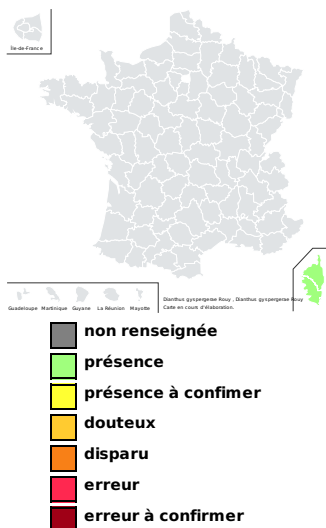 Île-de-France
Guadeloupe Martinique Guyane La Réunion Mayotte
Dianthus gyspergerae Rouy , Dianthus gyspergerae Rouy
Carte en cours d'élaboration.
non renseignée
présence
présence à confimer
douteux
disparu
erreur
erreur à confirmer